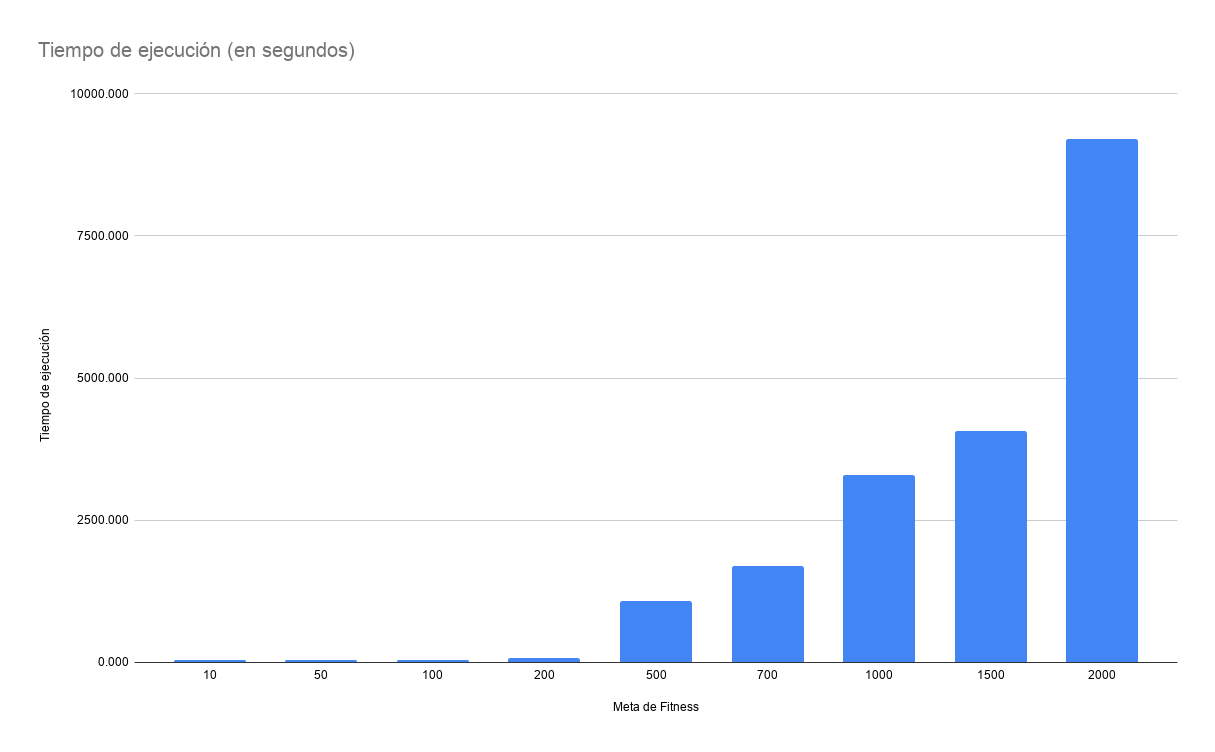 Tiempo de ejecución (en segundos)
10000.000
7500.000
5000.000
2500.000
0.000
Tiempo de ejecución
10 50 100 200 500 700 1000 1500 2000
Meta de Fitness